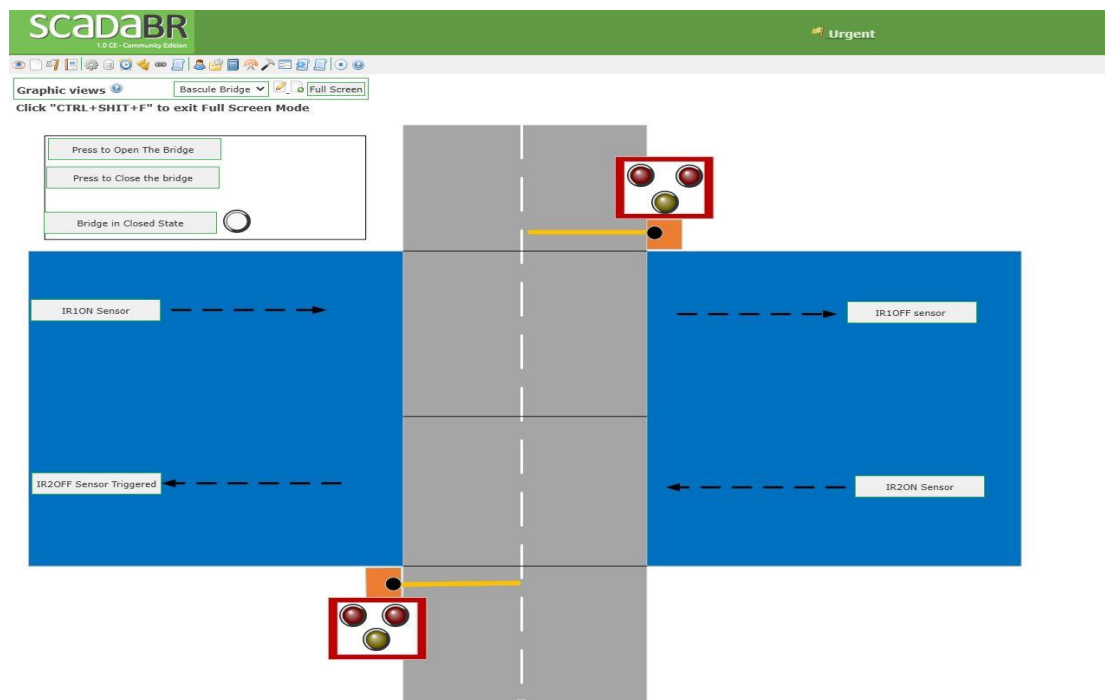 SCADABR
1.0 CE - Community Edition
Urgent
Graphic views
Bascule Bridge
Full Screen
Click "CTRL+SHIT+F" to exit Full Screen Mode
Press to Open The Bridge
Press to Close the bridge
Bridge in Closed State
IR1ON Sensor
IR1OFF sensor
IR2OFF Sensor Triggered
IR2ON Sensor